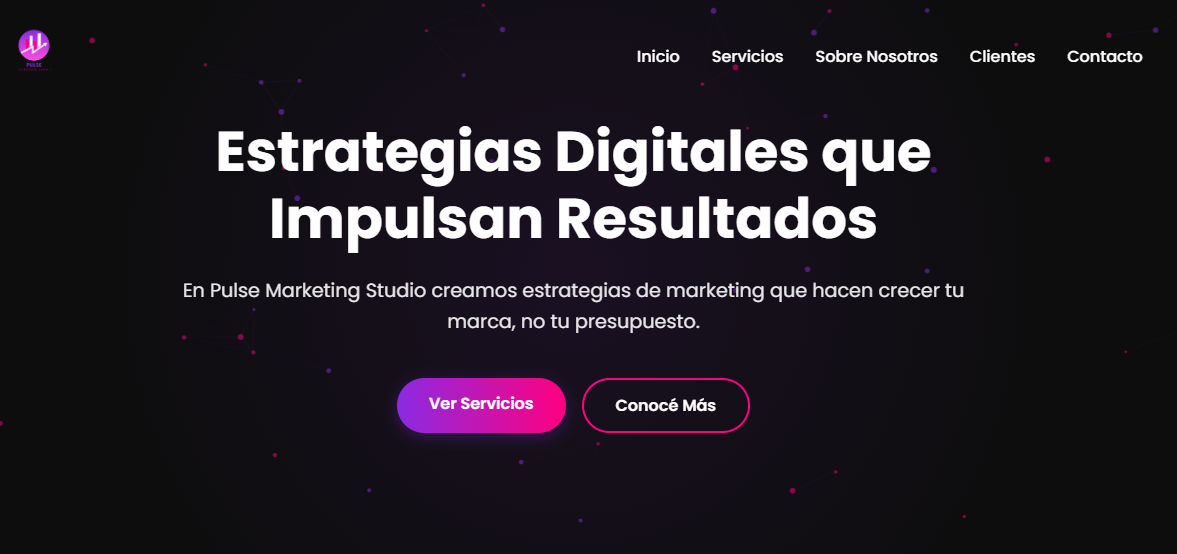 PULSE
Inicio
Servicios
Sobre Nosotros
Clientes
Contacto
Estrategias Digitales que
Impulsan Resultados
En Pulse Marketing Studio creamos estrategias de marketing que hacen crecer tu
marca, no tu presupuesto.
Ver Servicios
Conocé Más